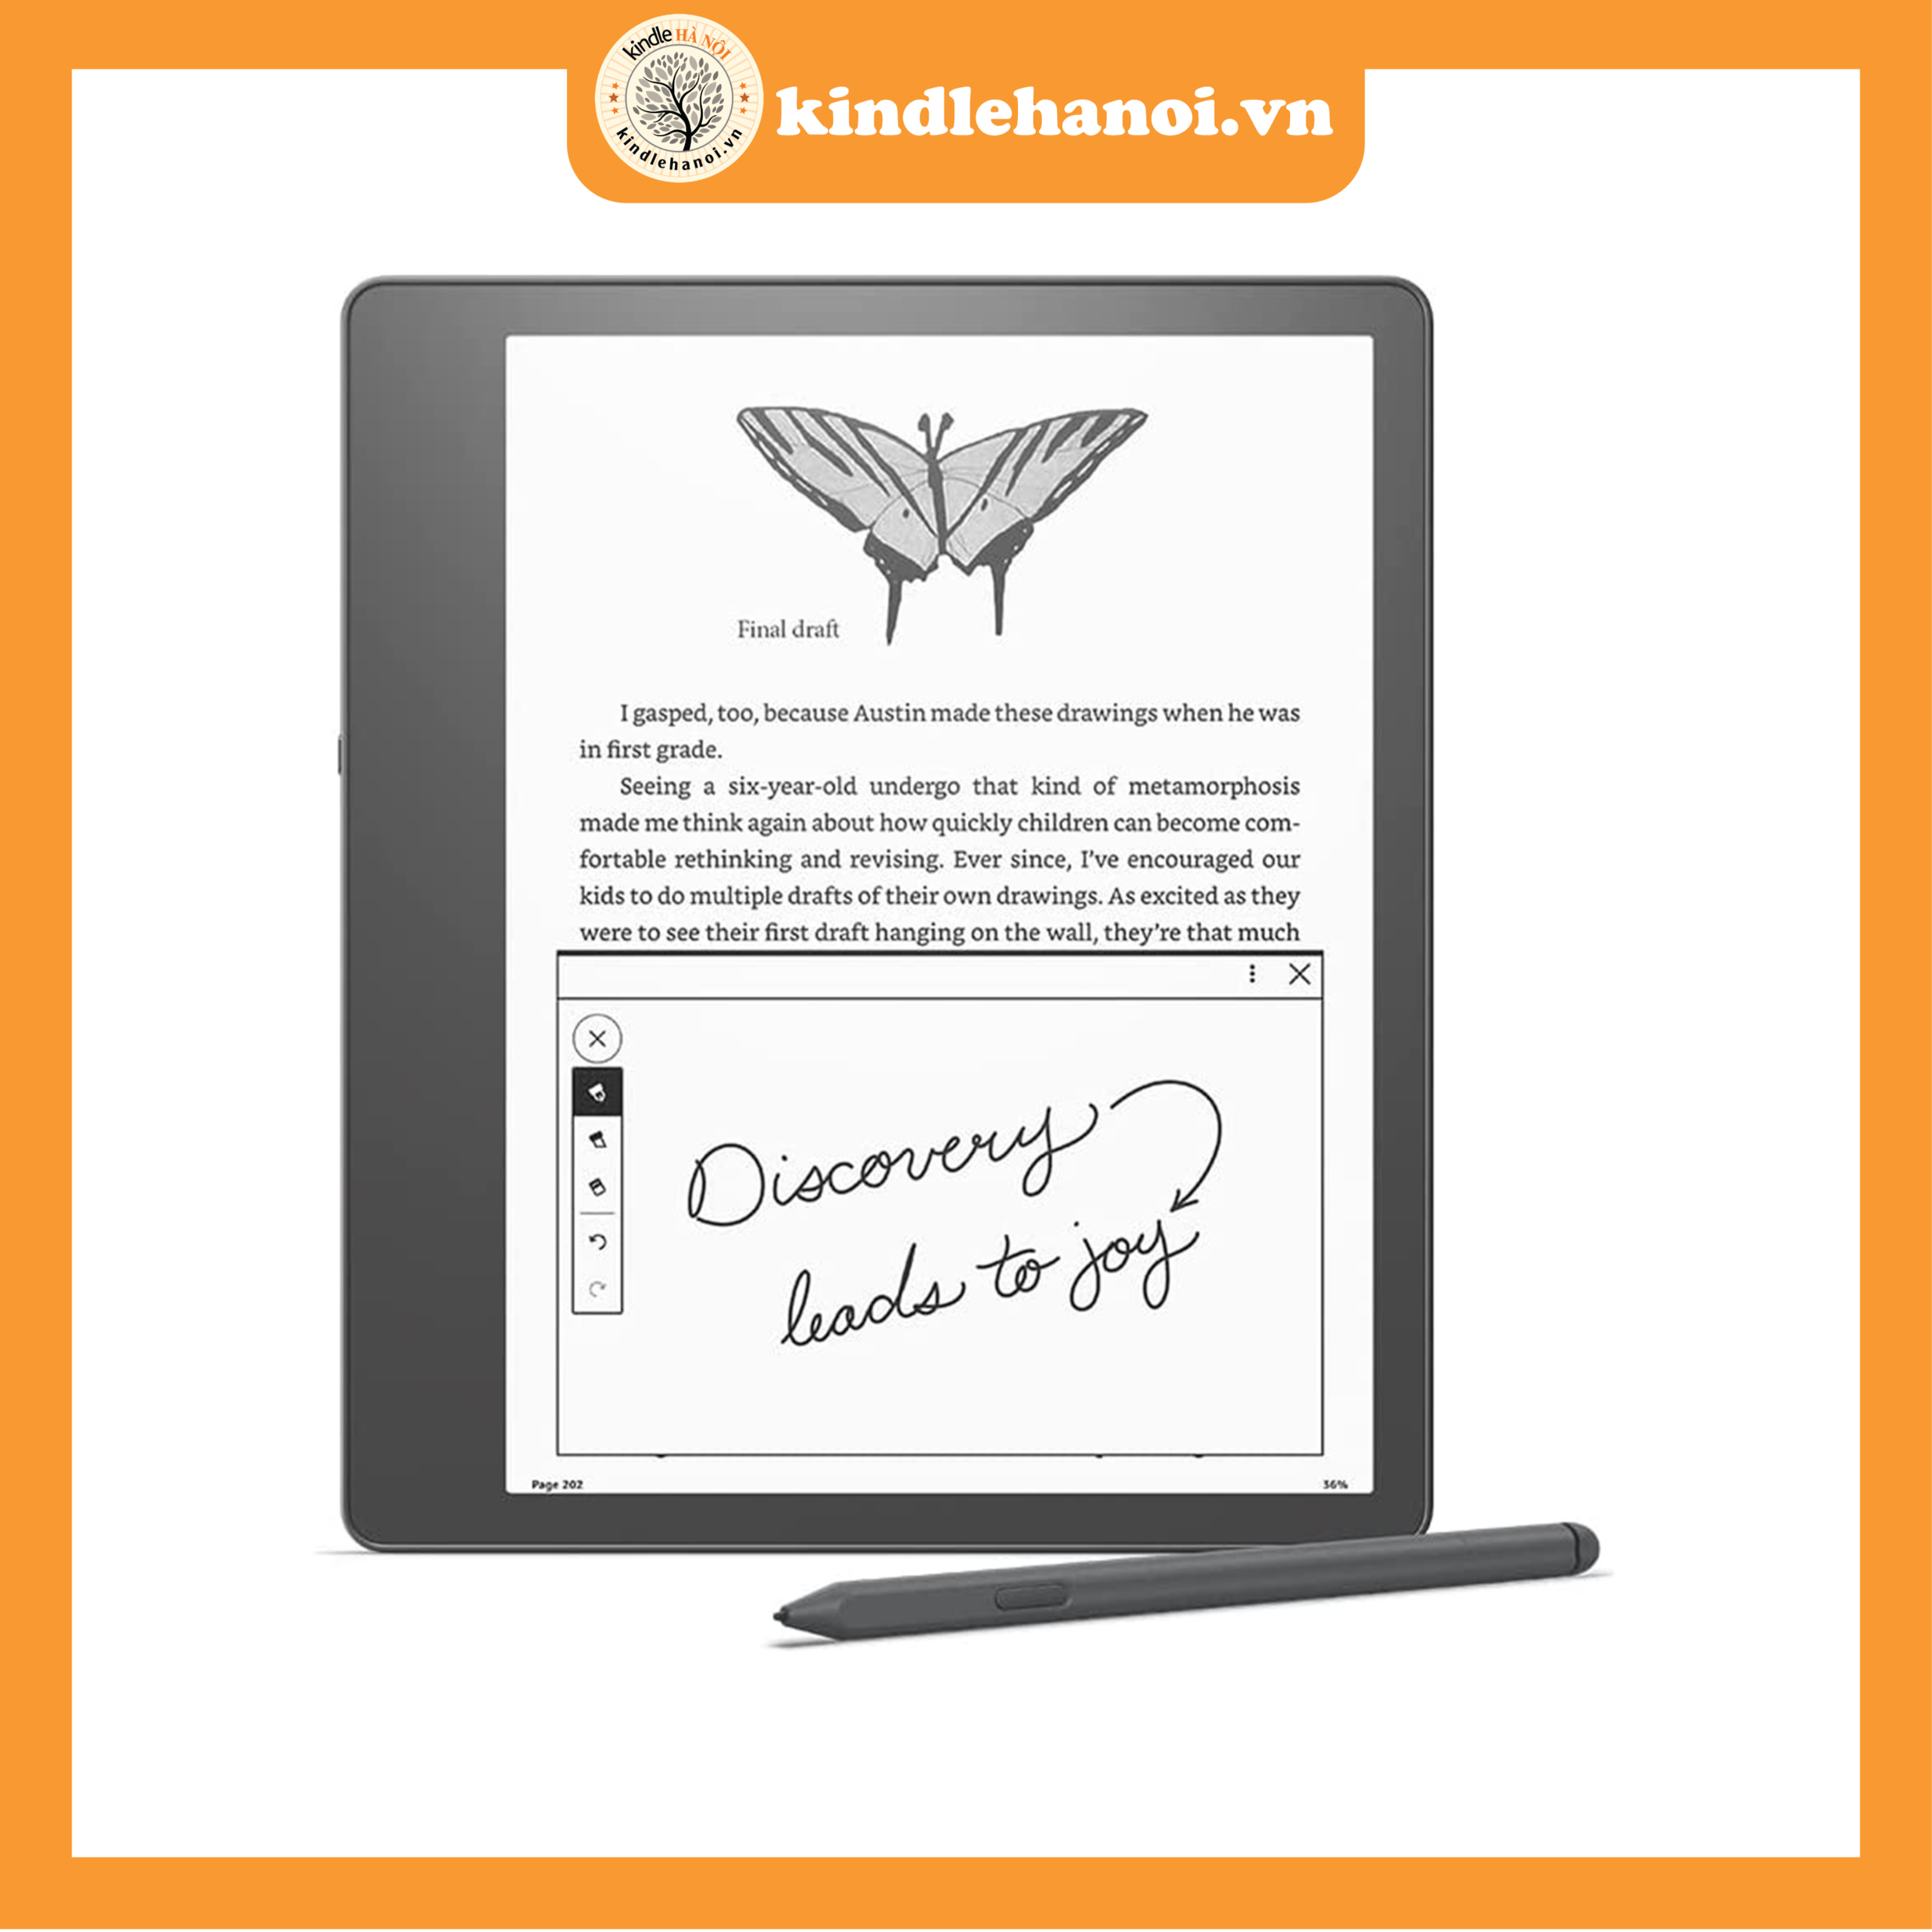 kindle HÀ NỘI
kindlehanoi.vn
kindlehanoi.vn
Final draft
I gasped, too, because Austin made these drawings when he was
in first grade.
Seeing a six-year-old undergo that kind of metamorphosis
made me think again about how quickly children can become com-
fortable rethinking and revising. Ever since, I've encouraged our
kids to do multiple drafts of their own drawings. As excited as they
were to see their first draft hanging on the wall, they're that much
Discovery
leads to joy
Page 202
36%